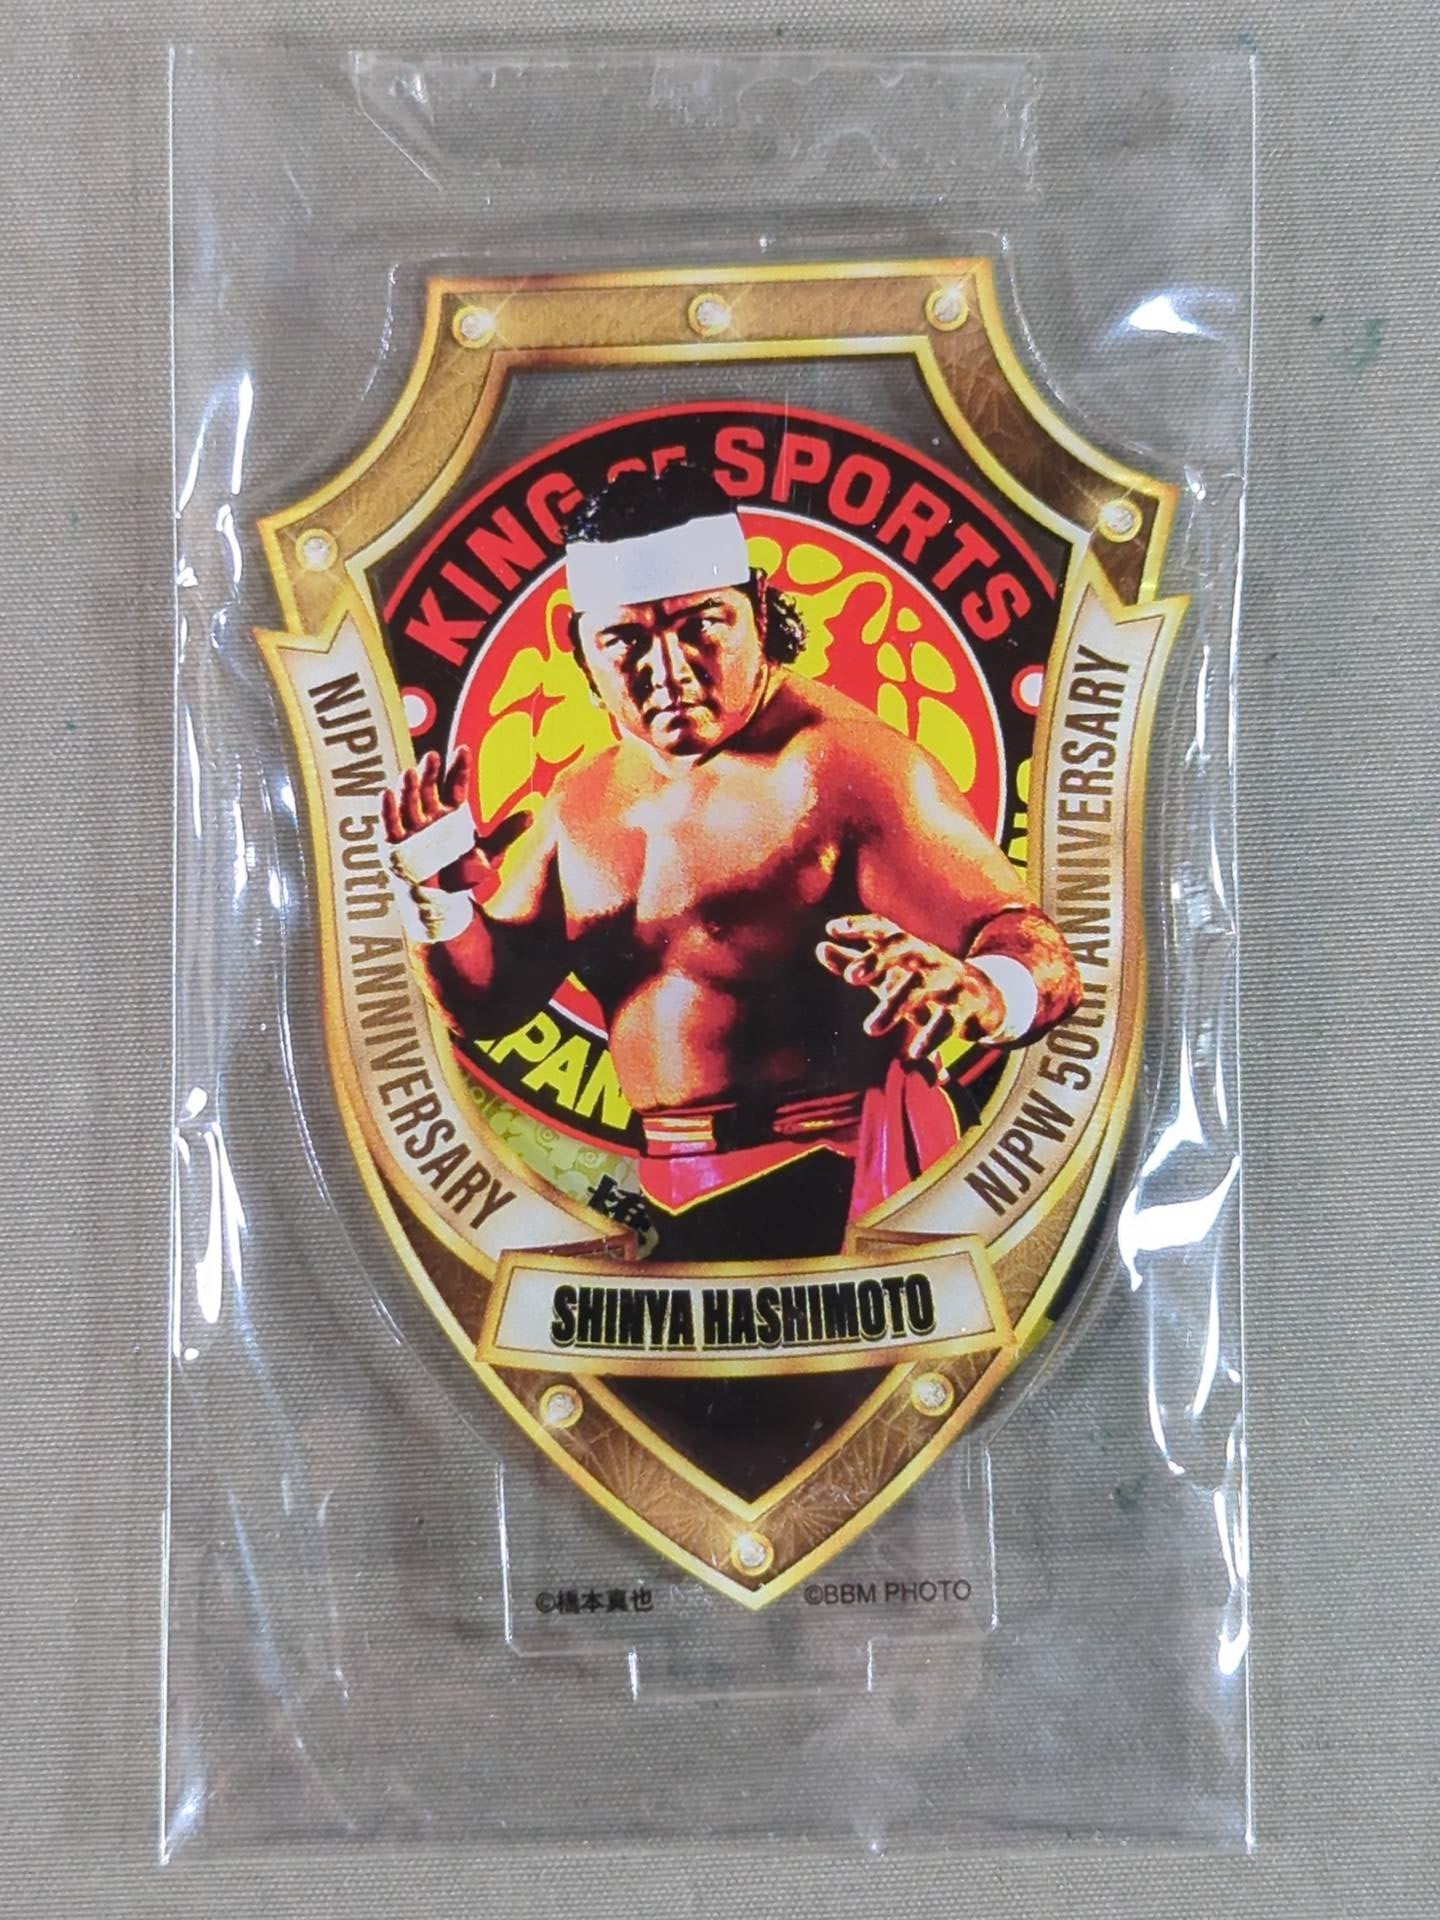 KING OF SPORTS
NJPW 50th ANNIVERSARY
NJPW 50th ANNIVERSARY
SHINYA HASHIMOTO
©橋本真也
©BBM PHOTO